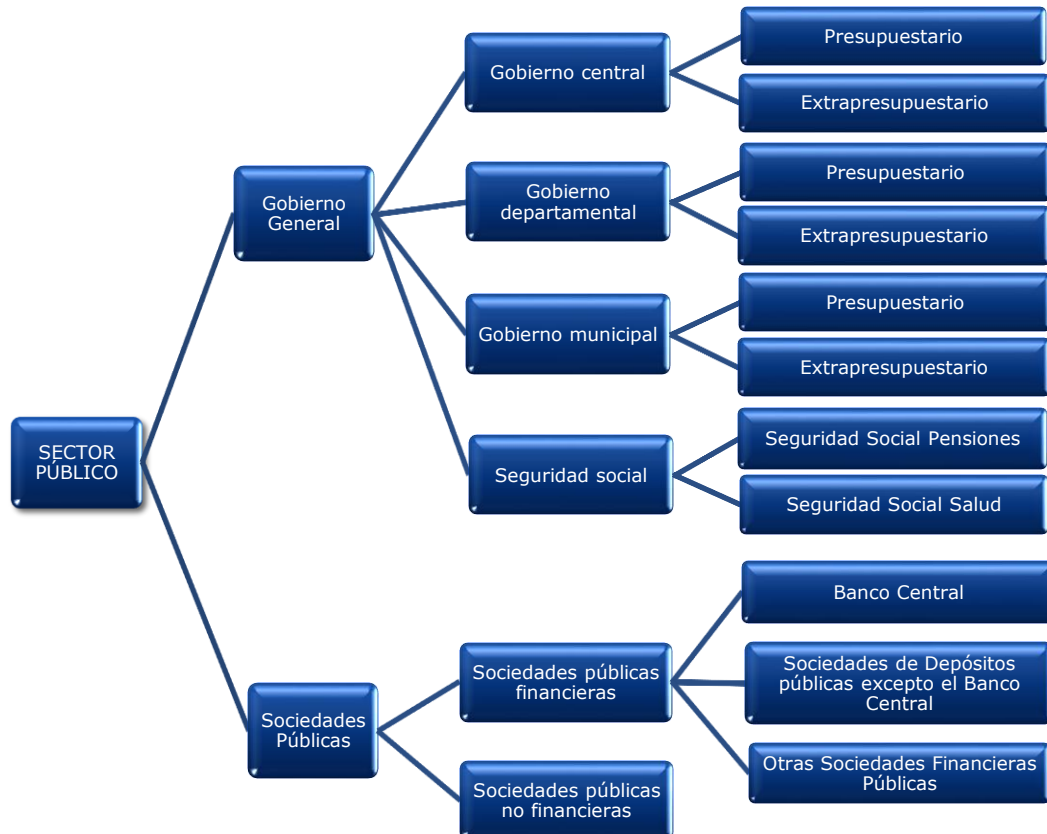 SECTOR
PÚBLICO
Gobierno
General
Gobierno central
Presupuestario
Extrapresupuestario
Gobierno
departamental
Presupuestario
Extrapresupuestario
Gobierno municipal
Presupuestario
Extrapresupuestario
Seguridad social
Seguridad Social Pensiones
Seguridad Social Salud
Sociedades
Públicas
Sociedades públicas
financieras
Banco Central
Sociedades de Depósitos
públicas excepto el Banco
Central
Otras Sociedades Financieras
Públicas
Sociedades públicas
no financieras